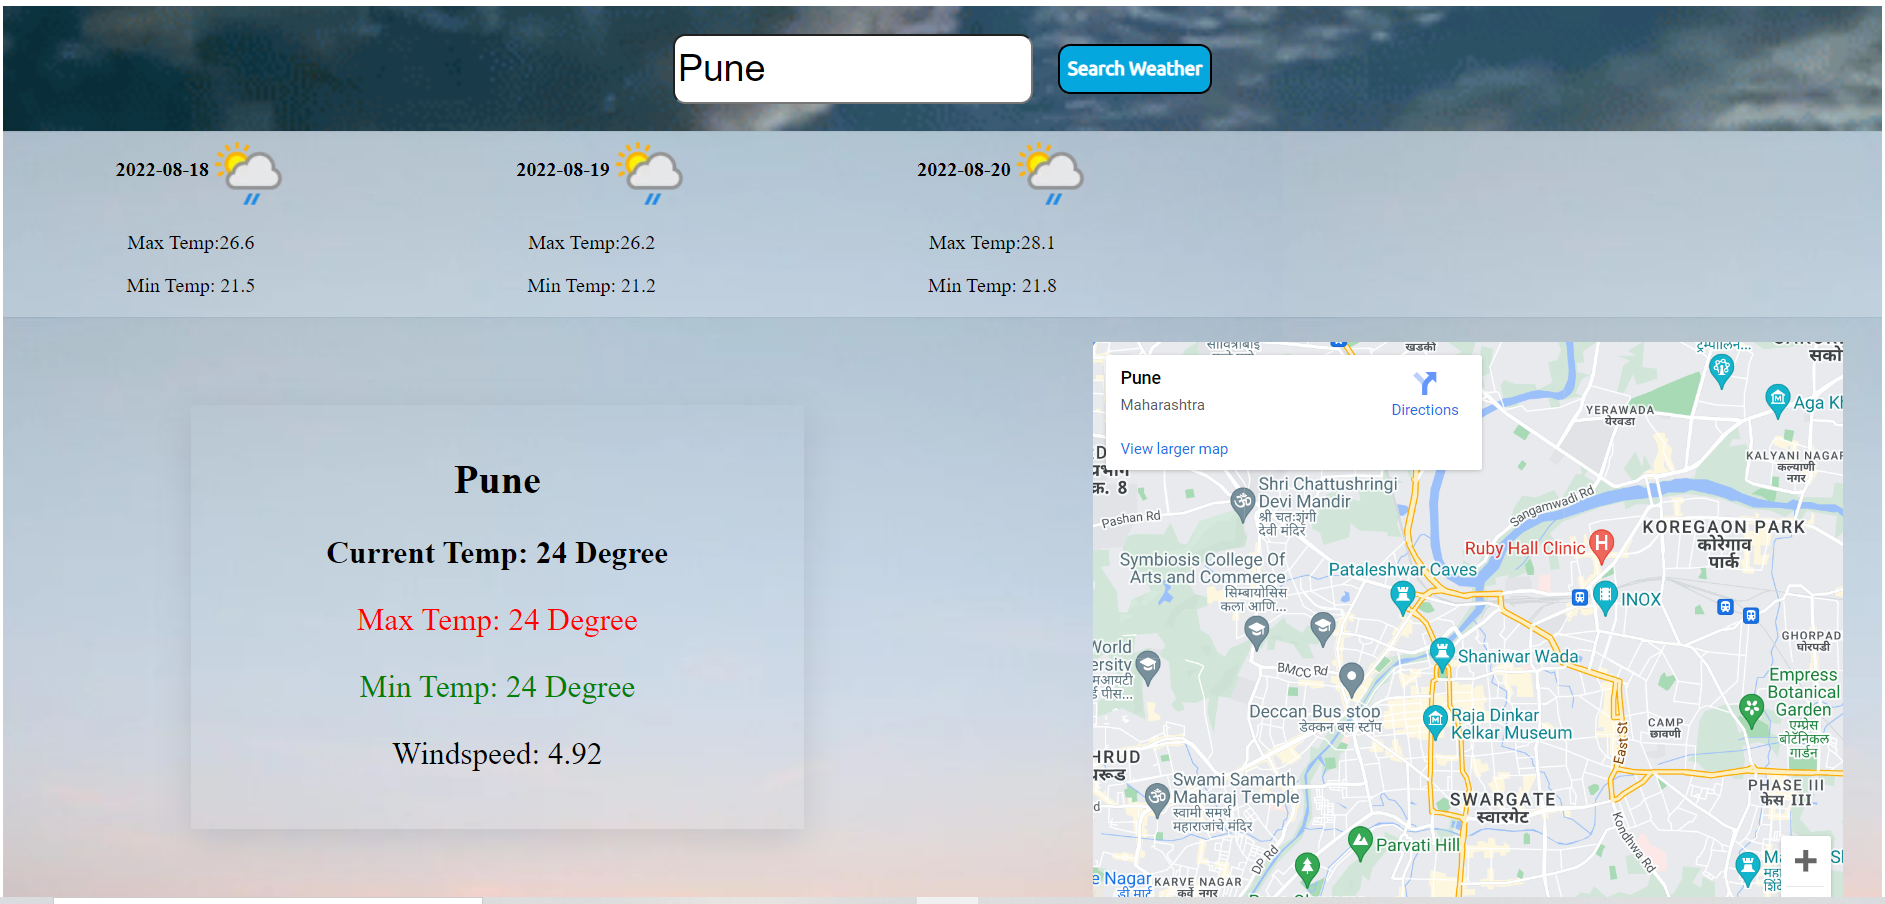 Pune
Search Weather
2022-08-18
2022-08-19
2022-08-20
Max Temp:26.6
Max Temp:26.2
Max Temp:28.1
Min Temp: 21.5
Min Temp: 21.2
Min Temp: 21.8
Pune
Current Temp: 24 Degree
Max Temp: 24 Degree
Min Temp: 24 Degree
Windspeed: 4.92
Pune
Maharashtra
Directions
View larger map
खडकी
सको
YERAWADA
येरवडा
Aga Kh
KALYANI NAGAR
कल्याणी
नगर
क्र. 8
Pashan Rd
Shri Chattushringi
Devi Mandir
श्री चतःशृंगी
देवी मंदिर
Sangamwadi Rd
KOREGAON PARK
कोरेगाव
पार्क
Ruby Hall Clinic
Symbiosis College Of
Arts and Commerce
सिम्बायोसिस
कला आणि...
Pataleshwar Caves
INOX
World
ersity
BMCC Rd
Shaniwar Wada
GHORPAD
घोरपडी
Empress
Botanical
Garden
एम्प्रेस
बोटॅनिकल
गार्डन
Deccan Bus stop
डेक्कन बस स्टॉप
Raja Dinkar
Kelkar Museum
East St
CAMP
छावणी
HRUD
थरूड
Swami Samarth
Maharaj Temple
स्वामी समर्थ
महाराजांचे मंदिर
SWARGATE
स्वारगेट
PHASE III
फेस III
Kondhwa Rd
Parvati Hill
DP Rd
e Nagar
KARVE NAGAR
कर्वे नगर